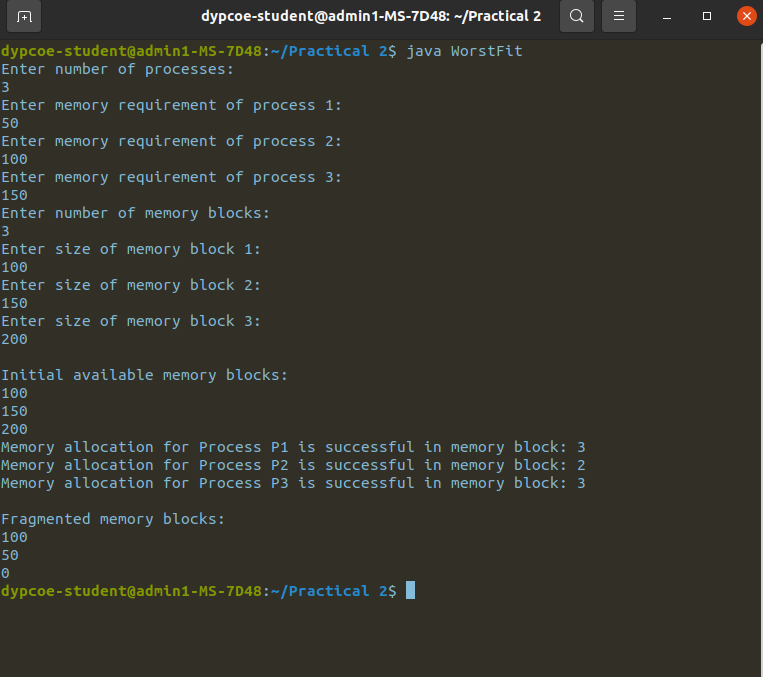 dypcoe-student@admin1-MS-7D48: ~/Practical 2
dypcoe-student@admin1-MS-7D48:~/Practical 2$ java WorstFit
Enter number of processes:
3
Enter memory requirement of process 1:
50
Enter memory requirement of process 2:
100
Enter memory requirement of process 3:
150
Enter number of memory blocks:
3
Enter size of memory block 1:
100
Enter size of memory block 2:
150
Enter size of memory block 3:
200
Initial available memory blocks:
100
150
200
Memory allocation for Process P1 is successful in memory block: 3
Memory allocation for Process P2 is successful in memory block: 2
Memory allocation for Process P3 is successful in memory block: 3
Fragmented memory blocks:
100
50
0
dypcoe-student@admin1-MS-7D48:~/Practical 2$